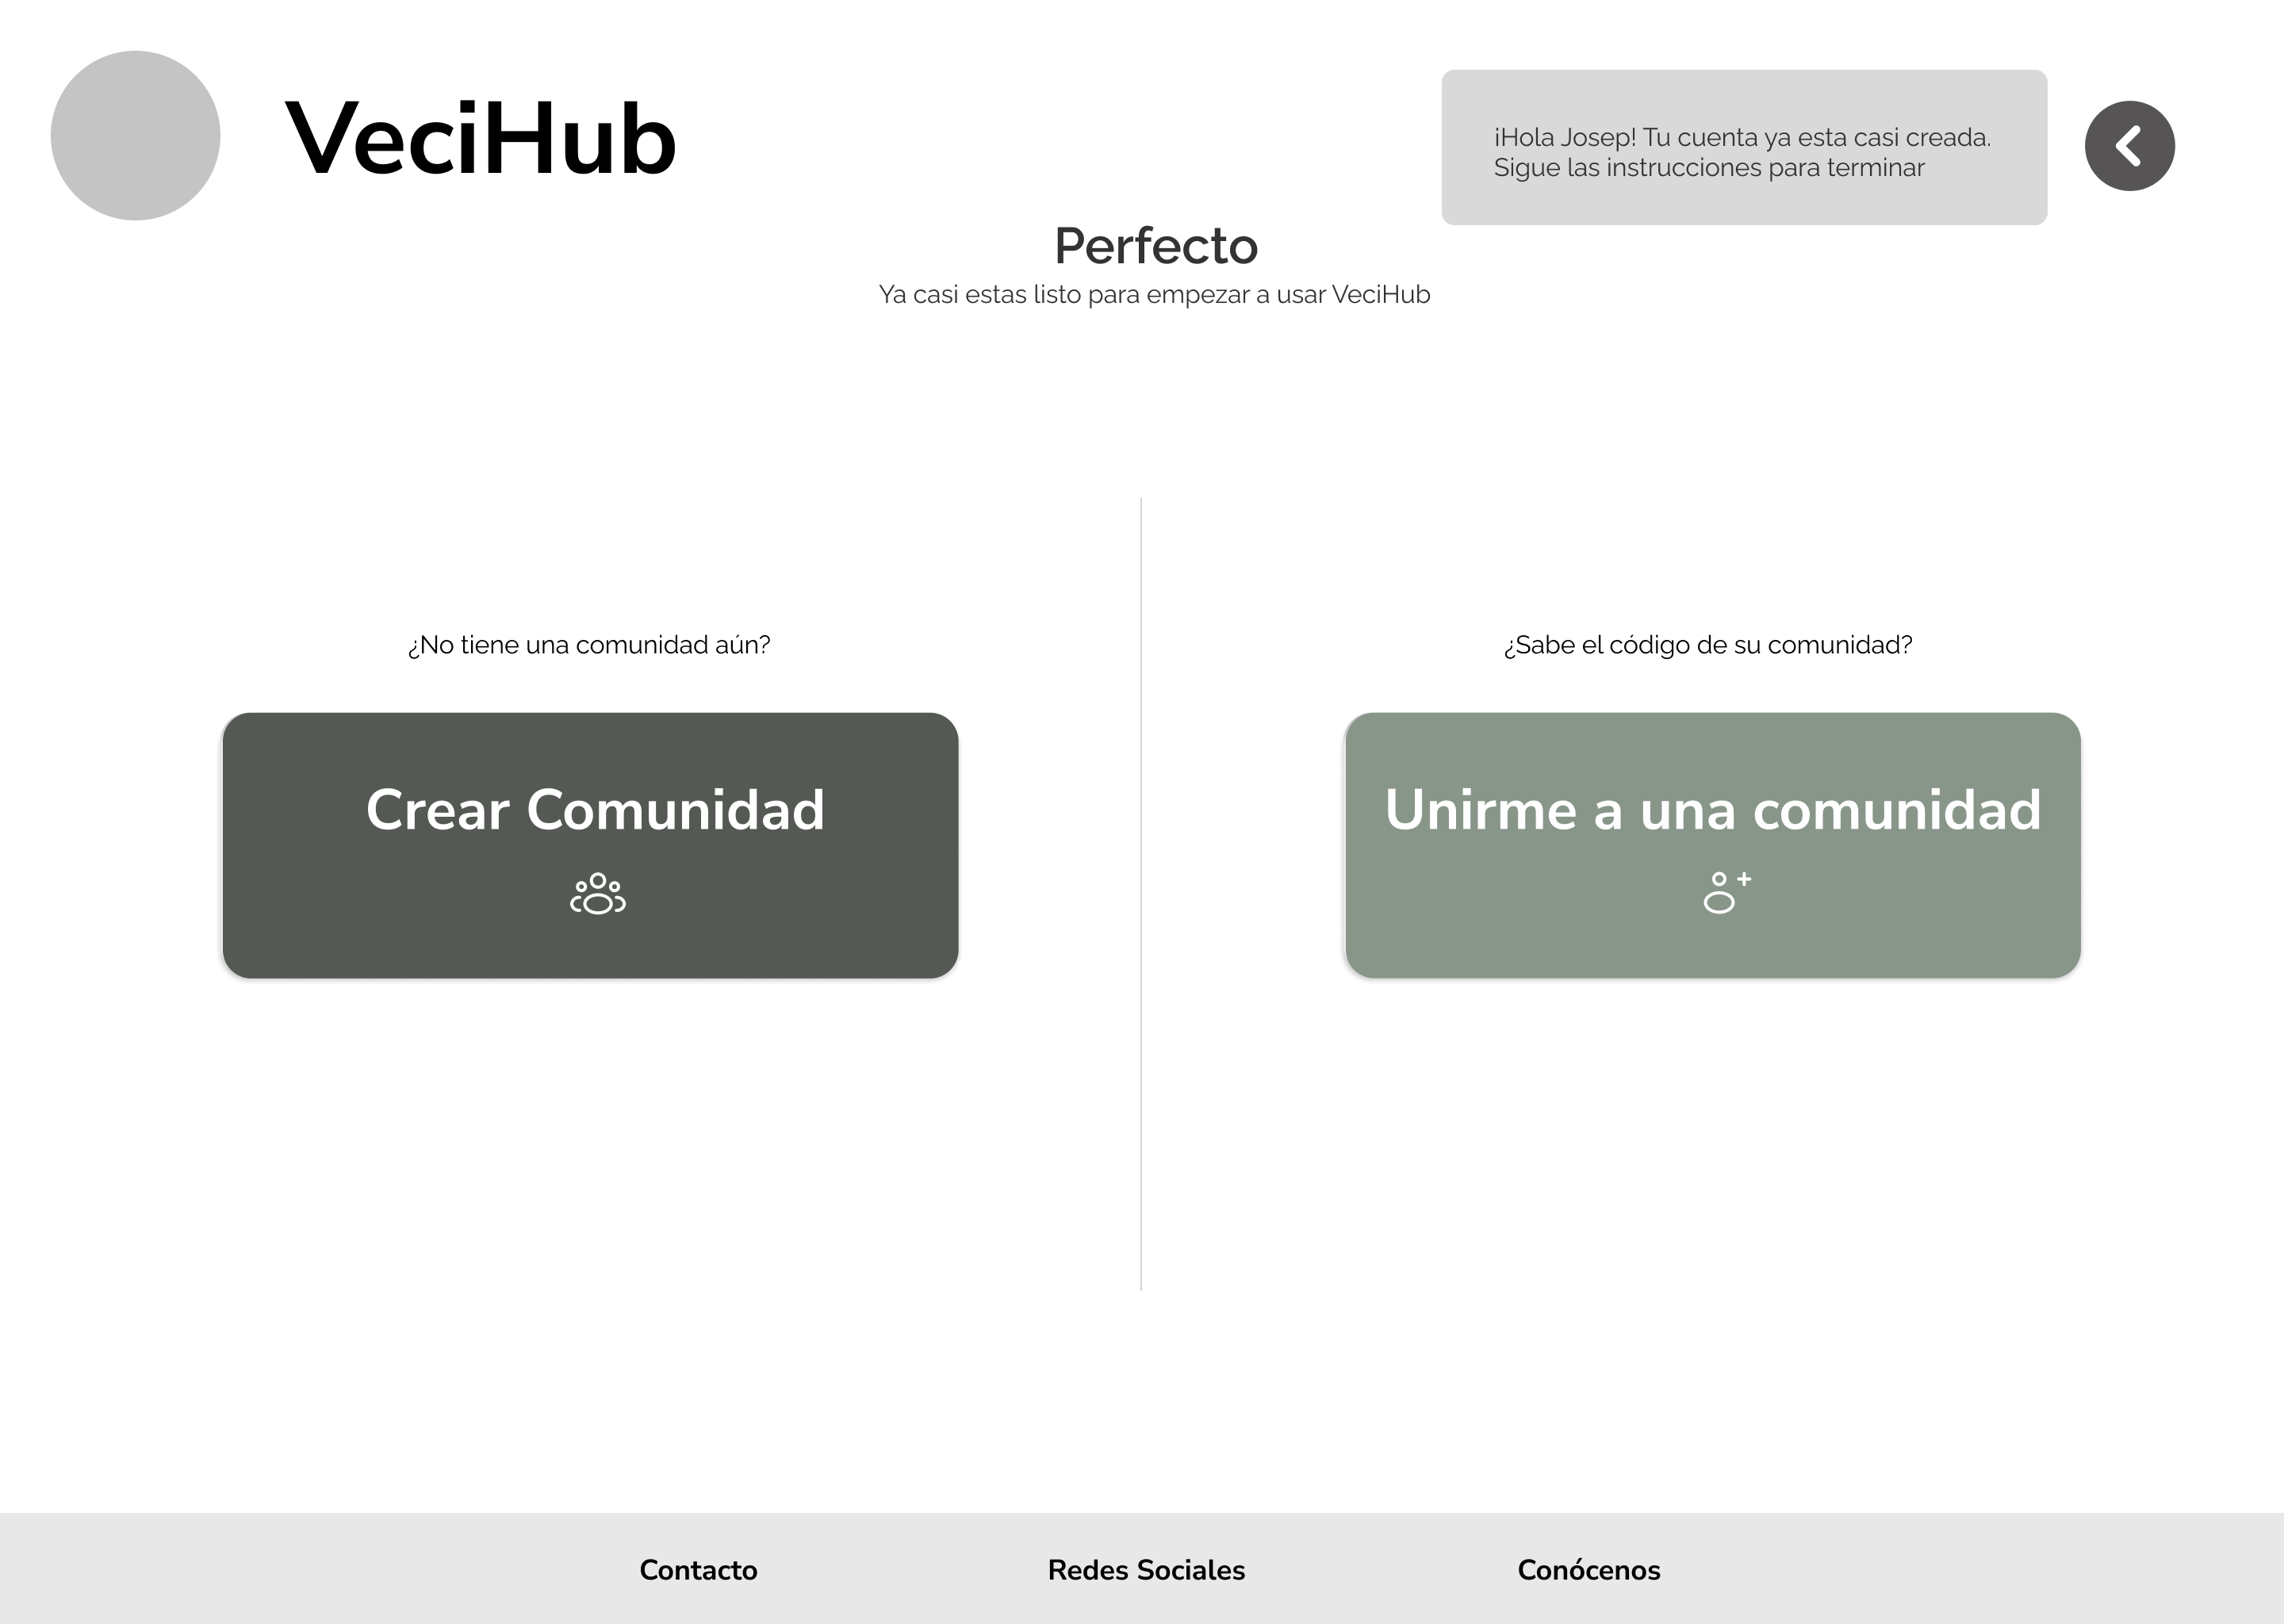 VeciHub
¡Hola Josep! Tu cuenta ya esta casi creada.
Sigue las instrucciones para terminar
Perfecto
Ya casi estas listo para empezar a usar VeciHub
¿No tiene una comunidad aún?
Crear Comunidad
¿Sabe el código de su comunidad?
Unirme a una comunidad
Contacto
Redes Sociales
Conócenos